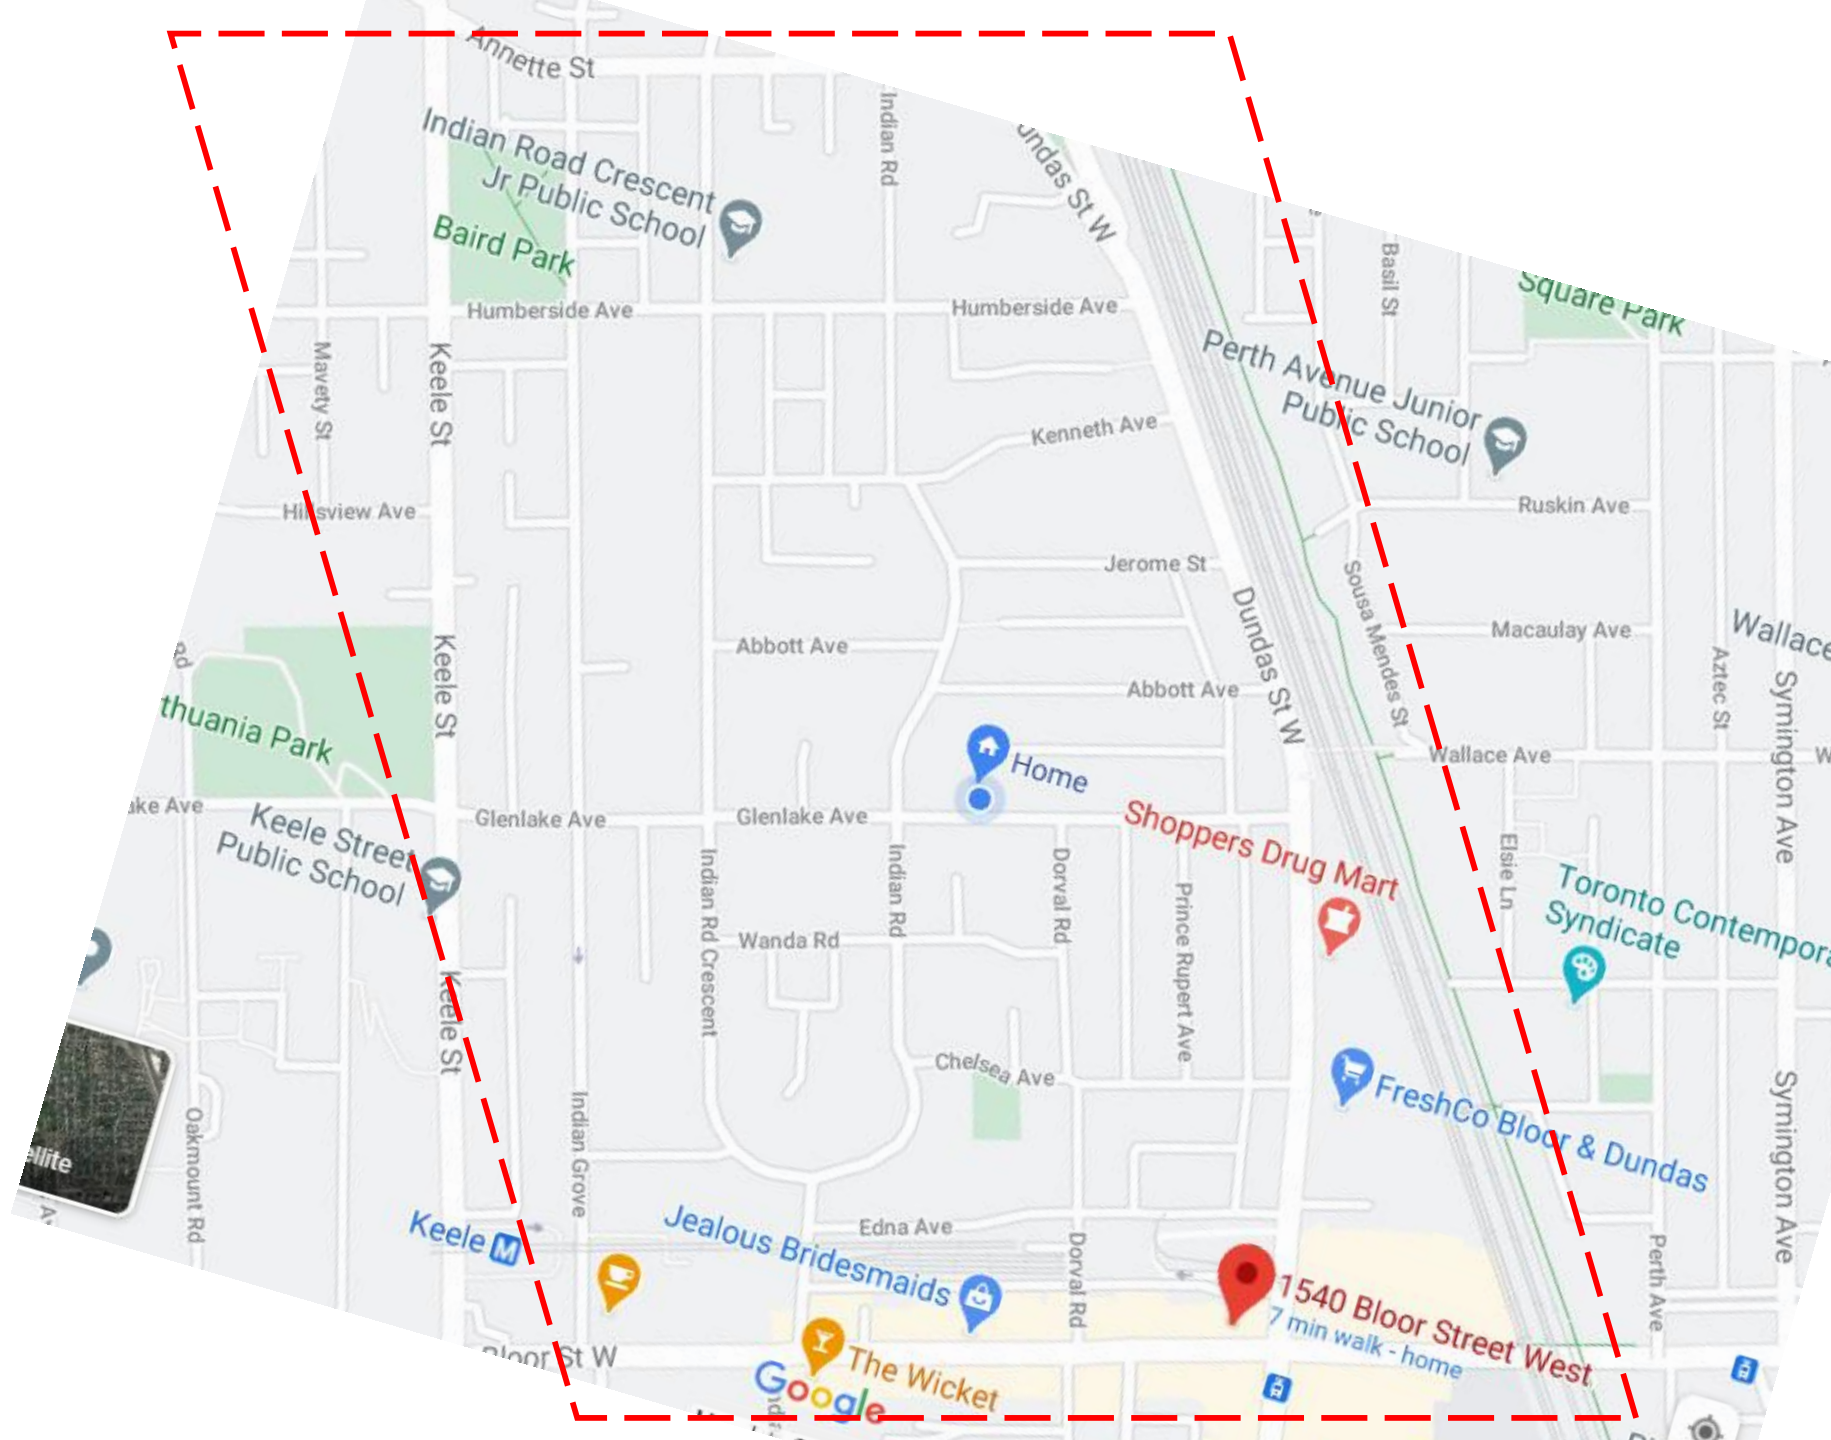 Annette St
Indian Road Crescent
Jr Public School
Baird Park
Indian Rd
Dundas St W
Humberside Ave
Humberside Ave
Basil St
Square Park
Perth Avenue Junior
Public School
Mavety St
Keele St
Kenneth Ave
Hillsview Ave
Ruskin Ave
Jerome St
Sousa Mendes St
Dundas St W
Macaulay Ave
Wallace
Keele St
Abbott Ave
Abbott Ave
Aztec St
Symington Ave
Rd
thuania Park
Home
Wallace Ave
W
ake Ave
Keele Street
Public School
Glenlake Ave
Glenlake Ave
Shoppers Drug Mart
Elsie Ln
Toronto Contempora
Syndicate
Indian Rd Crescent
Indian Rd
Dorval Rd
Prince Rupert Ave
Wanda Rd
Keele St
Chelsea Ave
FreshCo Bloor & Dundas
Symington Ave
ellite
Oakmount Rd
Indian Grove
Keele
M
Jealous Bridesmaids
Edna Ave
Dorval Rd
Perth Ave
1540 Bloor Street West
7 min walk - home
Bloor St W
The Wicket
Google